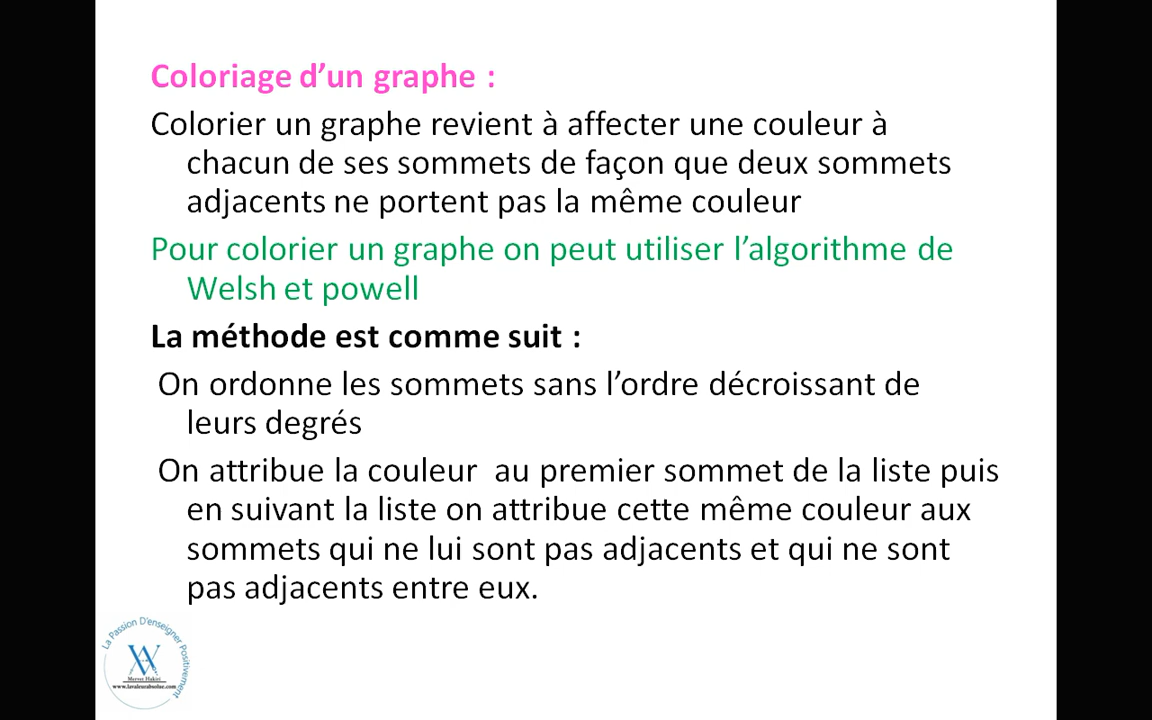 Coloriage d’un graphe :
Colorier un graphe revient à affecter une couleur à
chacun de ses sommets de façon que deux sommets
adjacents ne portent pas la même couleur
Pour colorier un graphe on peut utiliser l’algorithme de
Welsh et powell
La méthode est comme suit :
On ordonne les sommets sans l’ordre décroissant de
leurs degrés
On attribue la couleur  au premier sommet de la liste puis
en suivant la liste on attribue cette même couleur aux
sommets qui ne lui sont pas adjacents et qui ne sont
pas adjacents entre eux.
La Passion D'enseigner Positivement